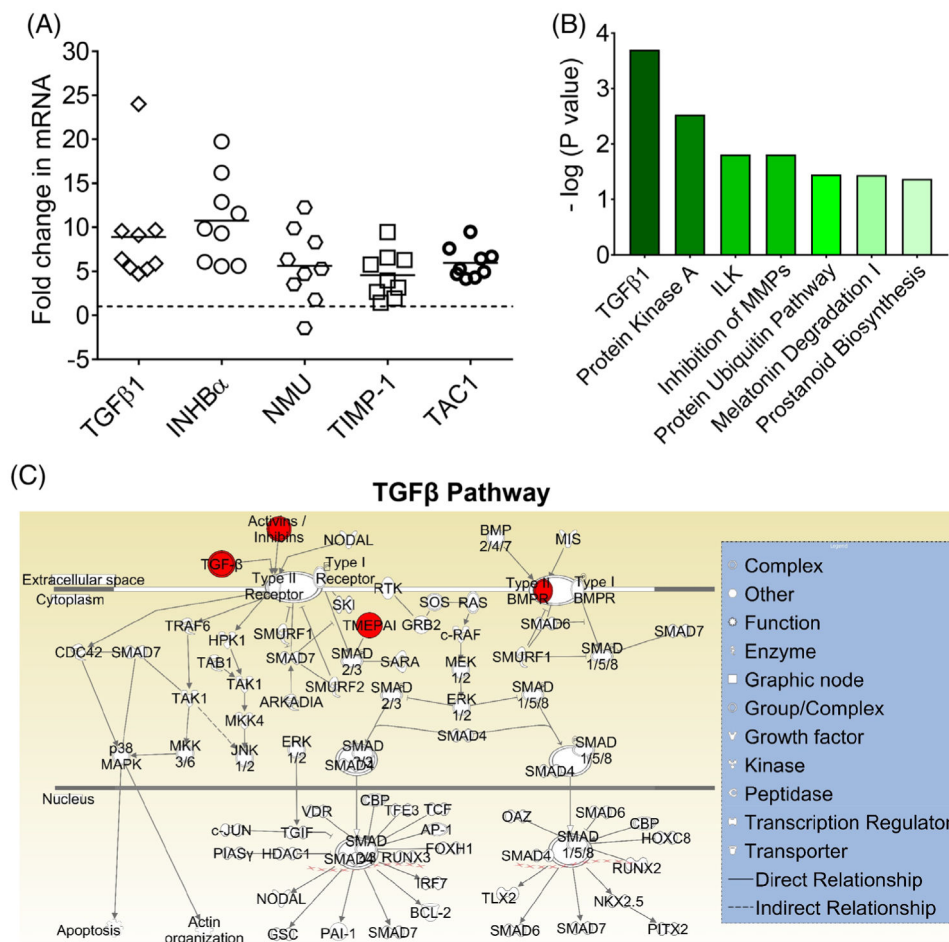 (A)
Fold change in mRNA
30
25
20
15
10
5
0
-5
TGFβ1
INHBα
NMU
TIMP-1
TAC1
(B)
- log (P value)
4
3
2
1
0
TGFβ1
Protein Kinase A
ILK
Inhibition of MMPs
Protein Ubiquitin Pathway
Melatonin Degradation I
Prostanoid Biosynthesis
(C)
TGFβ Pathway
Activins /
Inhibins
NODAL
BMP
2/4/7
MIS
TGF-β
Type II
Receptor
Type I
Receptor
RTK
Type II
BMPR
Type I
BMPR
Extracellular space
Cytoplasm
SKI
SOS
RAS
TRAF6
HPK1
SMURF1
TMEPAI
GRB2
SMAD6
SMAD7
c-RAF
CDC42
SMAD7
TAB1
SMAD7
SMAD
2/3
SARA
MEK
1/2
SMURF1
SMAD
1/5/8
TAK1
TAK1
ARKADIA
SMURF2
SMAD
2/3
ERK
1/2
SMAD
1/5/8
MKK4
SMAD4
p38
MAPK
MKK
3/6
JNK
1/2
ERK
1/2
SMAD
2/3
SMAD4
SMAD
1/5/8
SMAD4
Nucleus
VDR
CBP
TFE3
TCF
c-JUN
TGIF
AP-1
PIASγ
HDAC1
SMAD
2/3
SMAD4
RUNX3
FOXH1
IRF7
NODAL
BCL-2
GSC
PAI-1
SMAD7
OAZ
SMAD6
CBP
HOXC8
SMAD
1/5/8
SMAD4
RUNX2
TLX2
NKX2.5
SMAD6
SMAD7
PITX2
Apoptosis
Actin
organization
Complex
Other
Function
Enzyme
Graphic node
Group/Complex
Growth factor
Kinase
Peptidase
Transcription Regulator
Transporter
Direct Relationship
Indirect Relationship